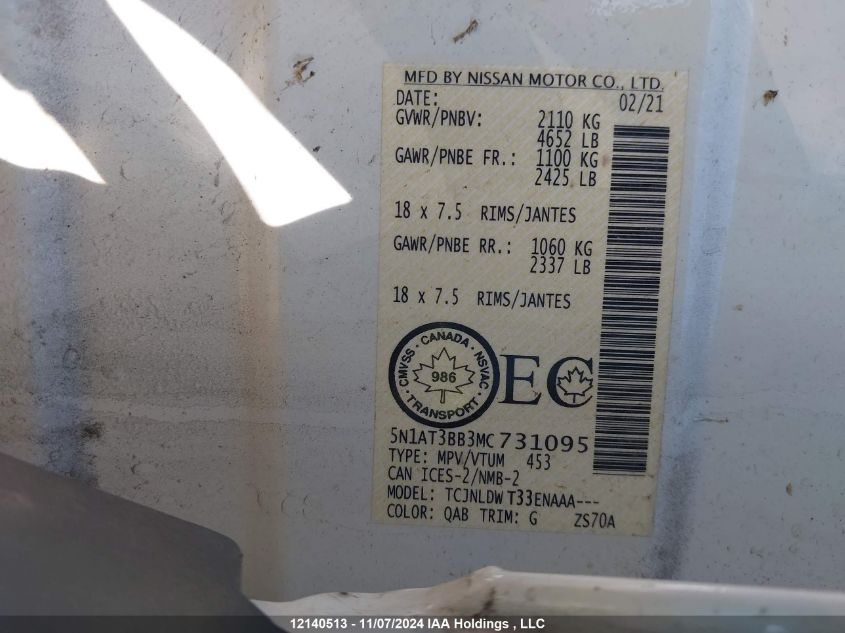 MFD BY NISSAN MOTOR CO., LTD.
DATE: 02/21
GVWR/PNBV: 2110 KG
4652 LB
GAWR/PNBE FR.: 1100 KG
2425 LB
18 x 7.5 RIMS/JANTES
GAWR/PNBE RR.: 1060 KG
2337 LB
18 x 7.5 RIMS/JANTES
CMVSS · CANADA · NSVAC
986
· TRANSPORT ·
EC
5N1AT3BB3MC731095
TYPE: MPV/VTUM 453
CAN ICES-2/NMB-2
MODEL: TCJNLDW T33ENAAA---
COLOR: QAB TRIM: G ZS70A
12140513 - 11/07/2024 IAA Holdings , LLC